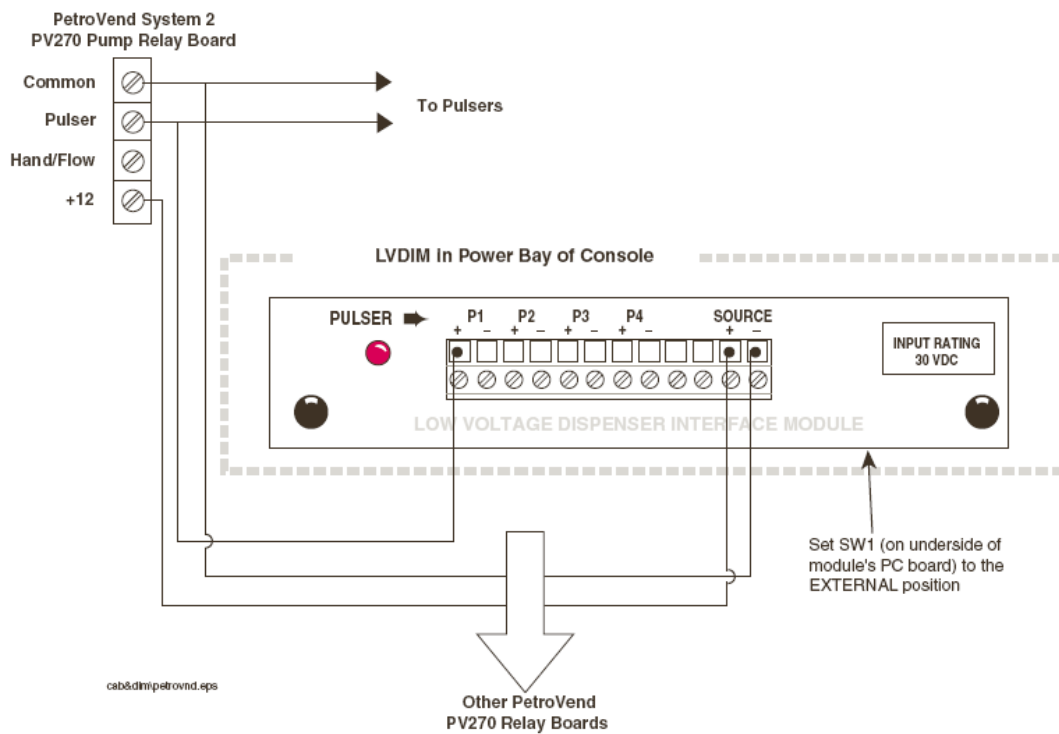 PetroVend System 2
PV270 Pump Relay Board
Common
Pulser
Hand/Flow
+12
To Pulsers
LVDIM In Power Bay of Console
PULSER
P1 P2 P3 P4 SOURCE
+ – + – + – + – + –
INPUT RATING
30 VDC
LOW VOLTAGE DISPENSER INTERFACE MODULE
Set SW1 (on underside of
module's PC board) to the
EXTERNAL position
cab&dim\petrovnd.eps
Other PetroVend
PV270 Relay Boards